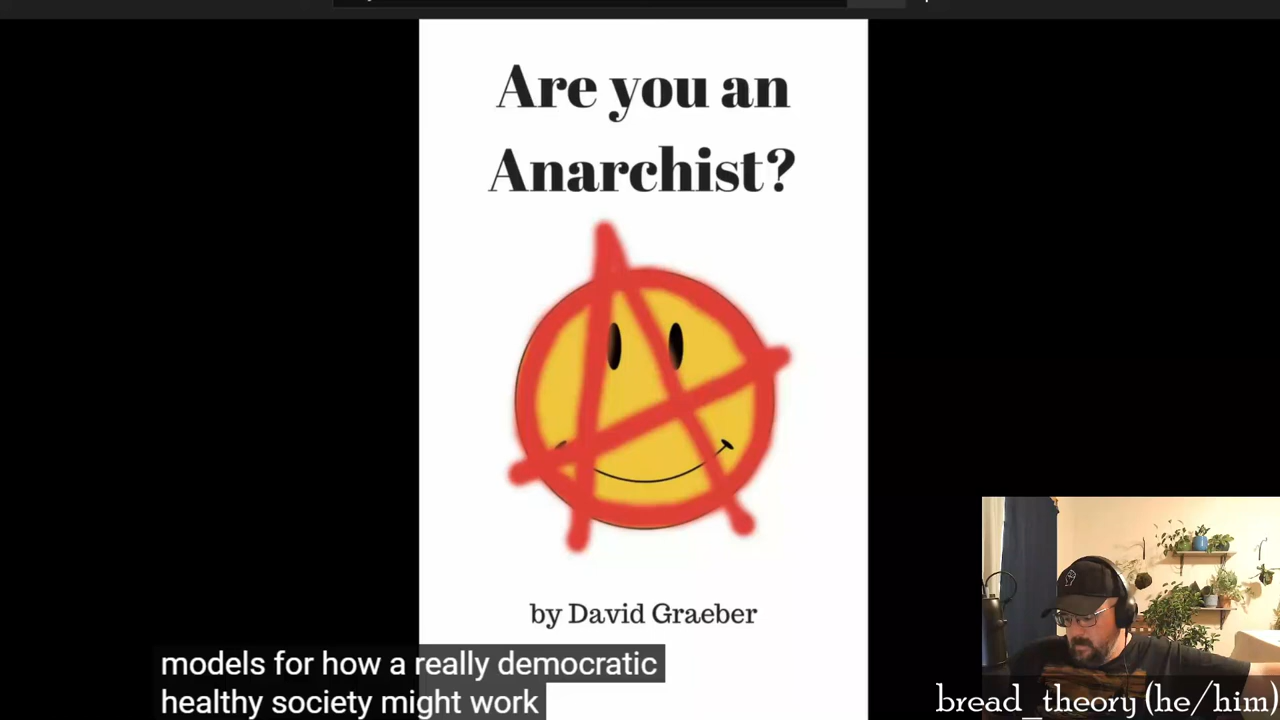 Are you an
Anarchist?
by David Graeber
models for how a really democratic
healthy society might work
bread_theory (he/him)